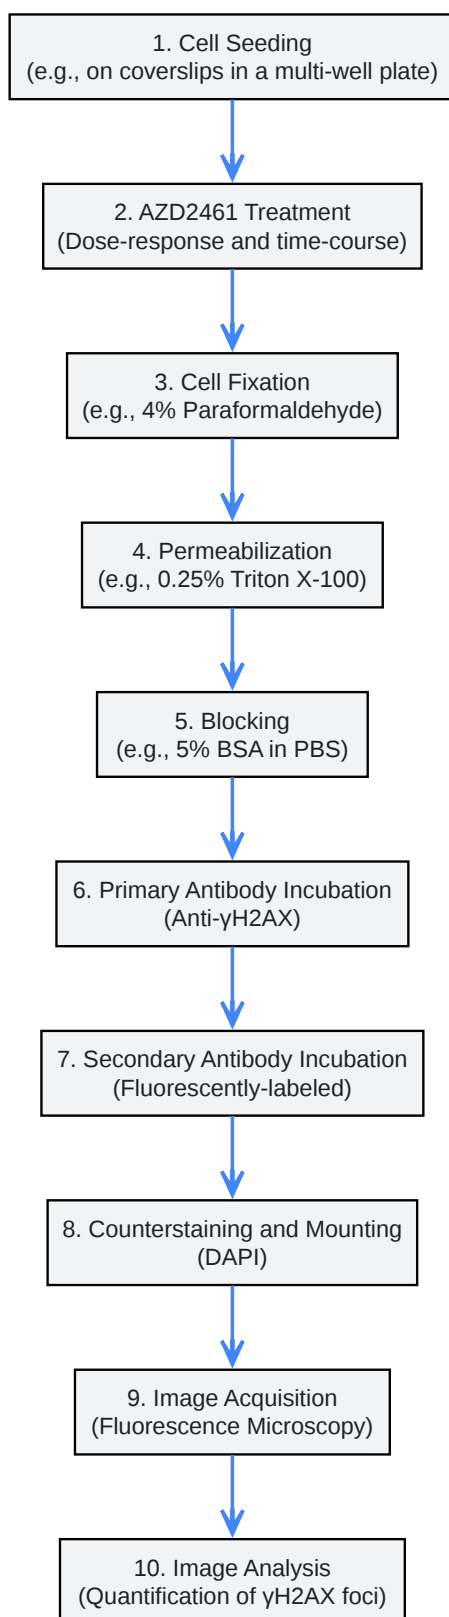 1. Cell Seeding
(e.g., on coverslips in a multi-well plate)
2. AZD2461 Treatment
(Dose-response and time-course)
3. Cell Fixation
(e.g., 4% Paraformaldehyde)
4. Permeabilization
(e.g., 0.25% Triton X-100)
5. Blocking
(e.g., 5% BSA in PBS)
6. Primary Antibody Incubation
(Anti-γH2AX)
7. Secondary Antibody Incubation
(Fluorescently-labeled)
8. Counterstaining and Mounting
(DAPI)
9. Image Acquisition
(Fluorescence Microscopy)
10. Image Analysis
(Quantification of γH2AX foci)